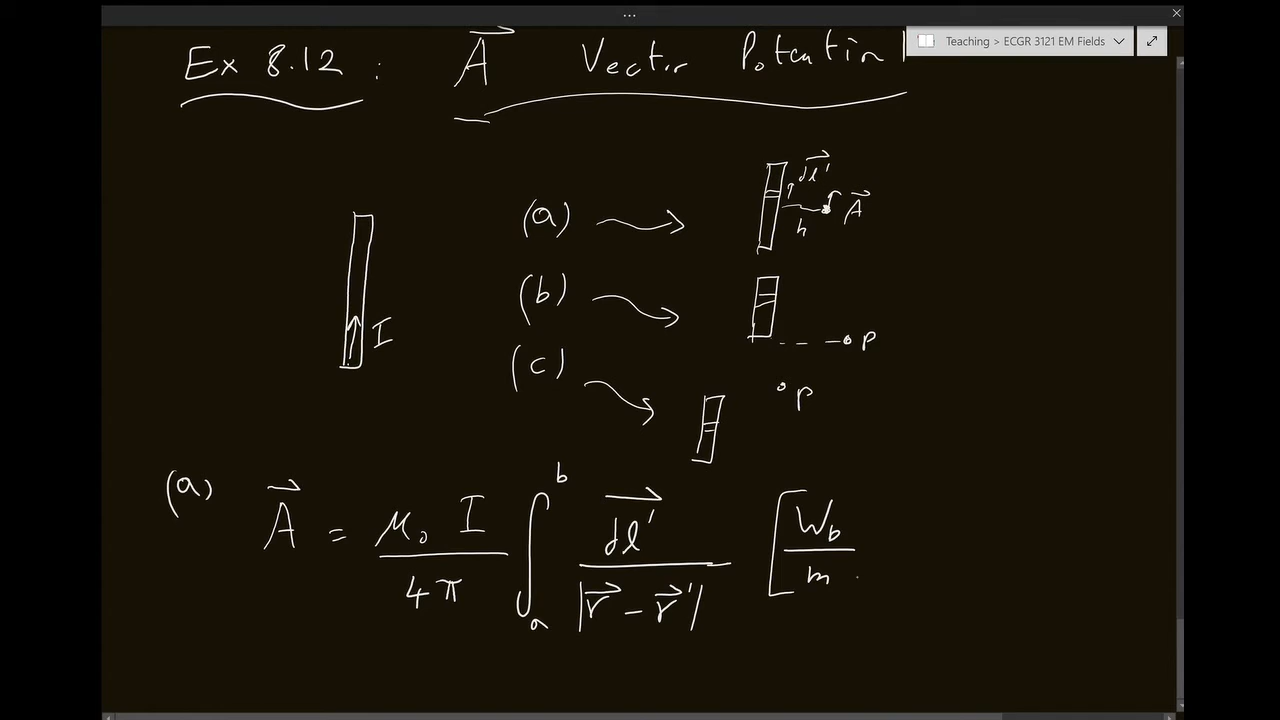 ...
Teaching > ECGR 3121 EM Fields
Ex 8.12 : A⃗ Vector Potential
(a) dl⃗' A⃗ h
I
(b) P
(c) P
(a) A⃗ = μ₀ I / 4π ∫ₐᵇ dl⃗' / |r⃗ - r⃗'| [ Wb / m